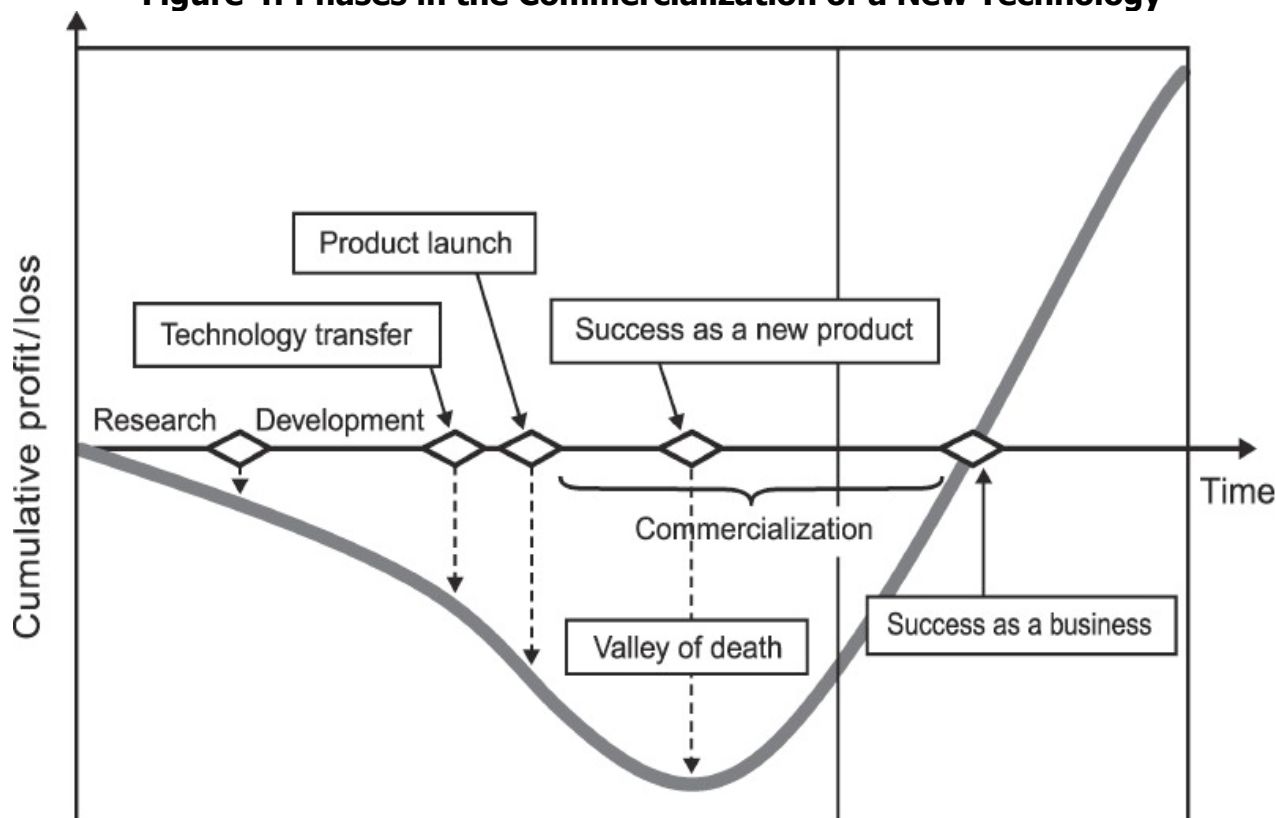 Figure 4. Phases in the Commercialization of a New Technology
Product launch
Technology transfer
Success as a new product
Research
Development
Time
Commercialization
Success as a business
Valley of death
Cumulative profit/loss